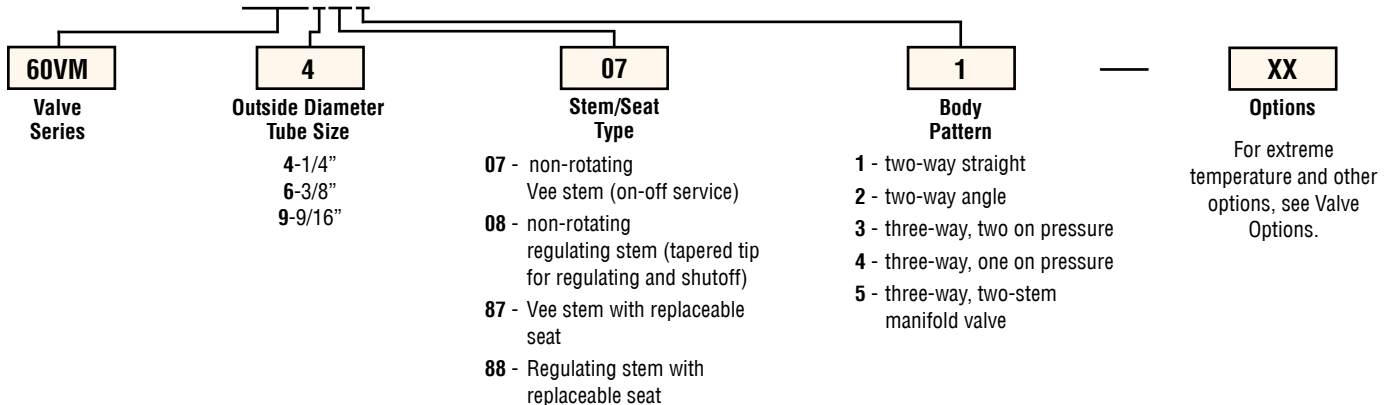 60VM
Valve
Series
4
Outside Diameter
Tube Size
4-1/4”
6-3/8”
9-9/16”
07
Stem/Seat
Type
07 - non-rotating
Vee stem (on-off service)
08 - non-rotating
regulating stem (tapered tip
for regulating and shutoff)
87 - Vee stem with replaceable
seat
88 - Regulating stem with
replaceable seat
1
Body
Pattern
1 - two-way straight
2 - two-way angle
3 - three-way, two on pressure
4 - three-way, one on pressure
5 - three-way, two-stem
manifold valve
—
XX
Options
For extreme
temperature and other
options, see Valve
Options.